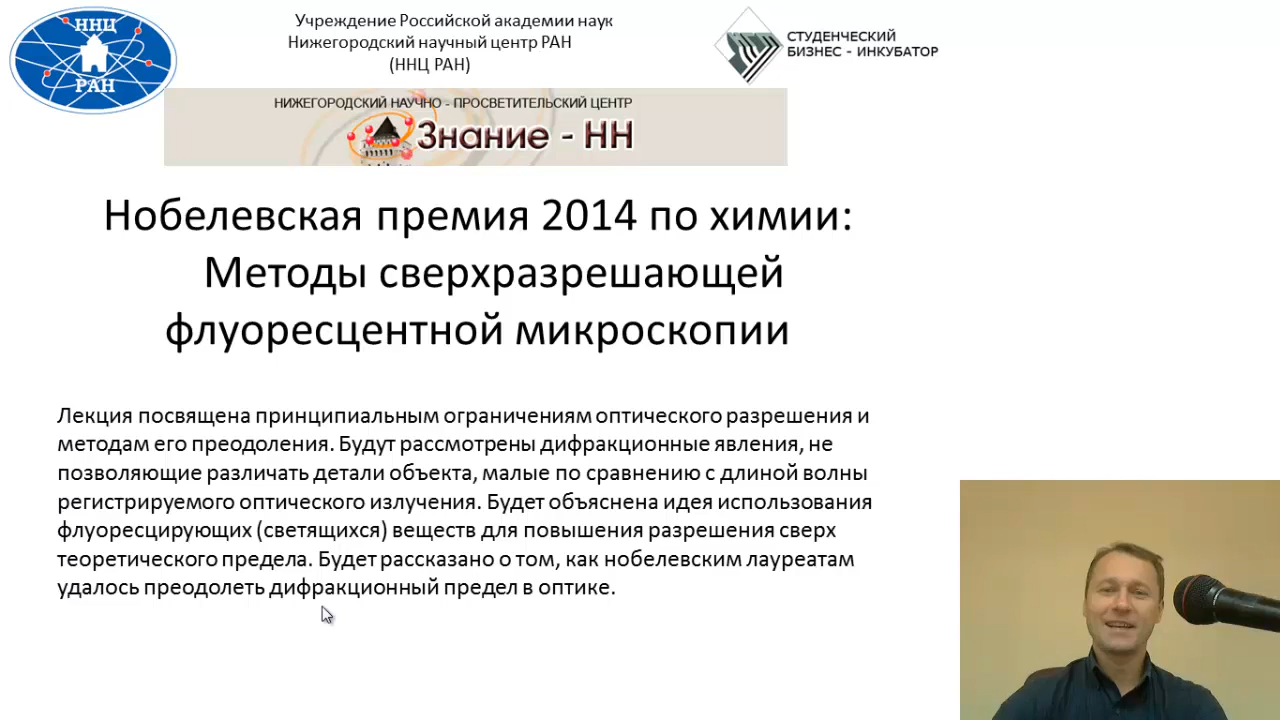 ННЦ
РАН
Учреждение Российской академии наук
Нижегородский научный центр РАН
(ННЦ РАН)
СТУДЕНЧЕСКИЙ
БИЗНЕС - ИНКУБАТОР
НИЖЕГОРОДСКИЙ НАУЧНО - ПРОСВЕТИТЕЛЬСКИЙ ЦЕНТР
Знание - НН
Нобелевская премия 2014 по химии:
Методы сверхразрешающей
флуоресцентной микроскопии
Лекция посвящена принципиальным ограничениям оптического разрешения и
методам его преодоления. Будут рассмотрены дифракционные явления, не
позволяющие различать детали объекта, малые по сравнению с длиной волны
регистрируемого оптического излучения. Будет объяснена идея использования
флуоресцирующих (светящихся) веществ для повышения разрешения сверх
теоретического предела. Будет рассказано о том, как нобелевским лауреатам
удалось преодолеть дифракционный предел в оптике.